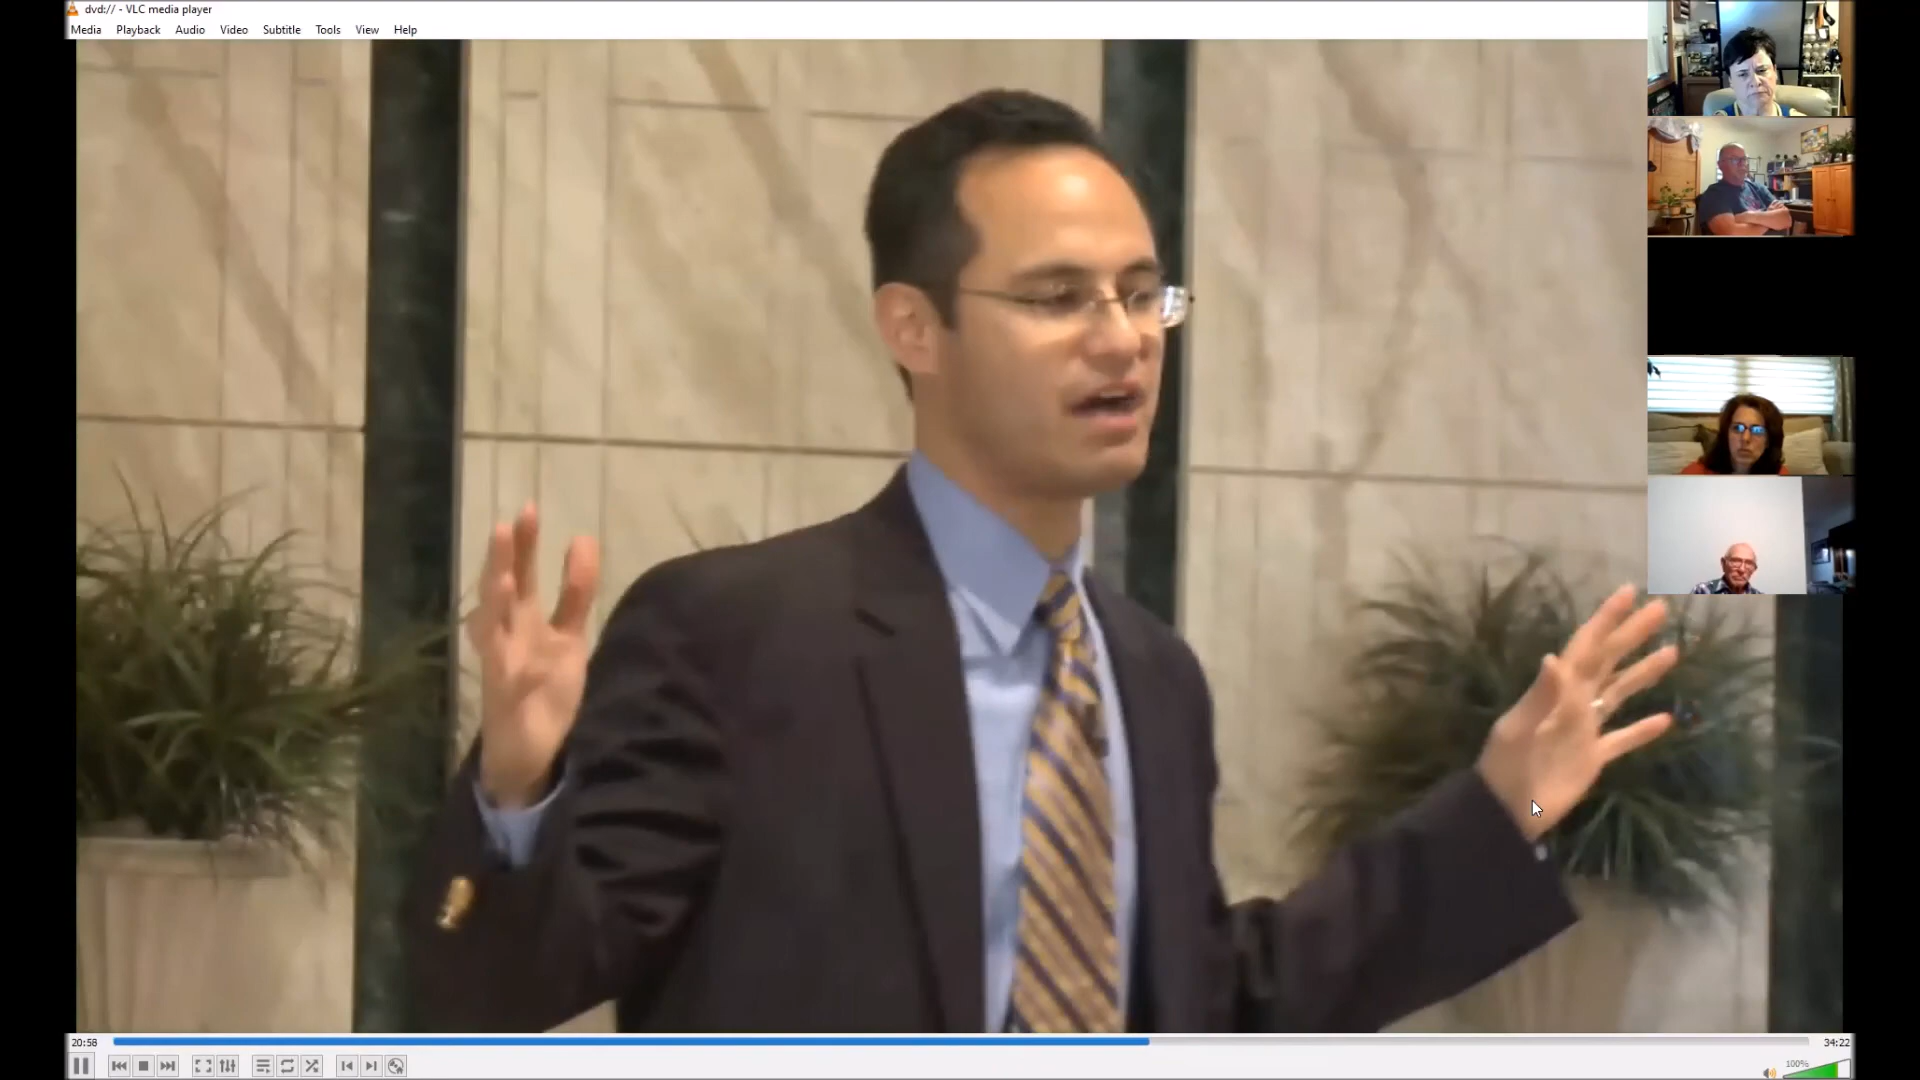 dvd:// - VLC media player
Media Playback Audio Video Subtitle Tools View Help
20:58
34:22
100%